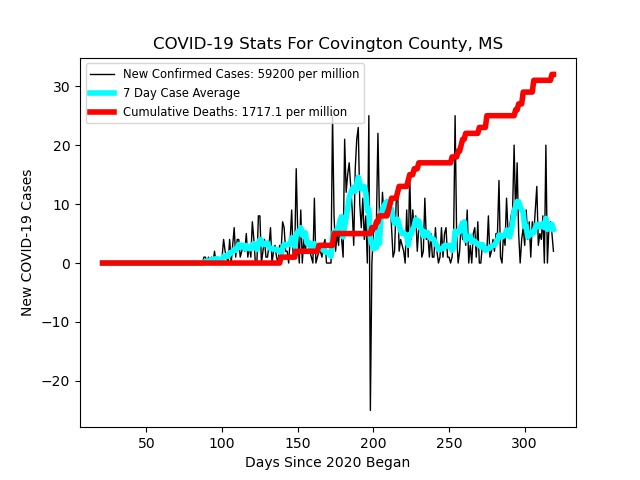 COVID-19 Stats For Covington County, MS
New Confirmed Cases: 59200 per million
7 Day Case Average
Cumulative Deaths: 1717.1 per million
New COVID-19 Cases
30
20
10
0
−10
−20
50 100 150 200 250 300
Days Since 2020 Began